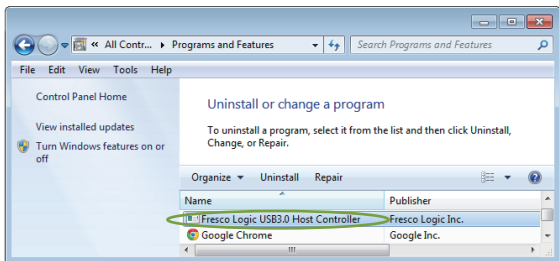 « All Contr... ▸ Programs and Features
Search Programs and Features
File Edit View Tools Help
Control Panel Home
View installed updates
Turn Windows features on or
off
Uninstall or change a program
To uninstall a program, select it from the list and then click Uninstall,
Change, or Repair.
Organize Uninstall Repair
Name Publisher
Fresco Logic USB3.0 Host Controller Fresco Logic Inc.
Google Chrome Google Inc.